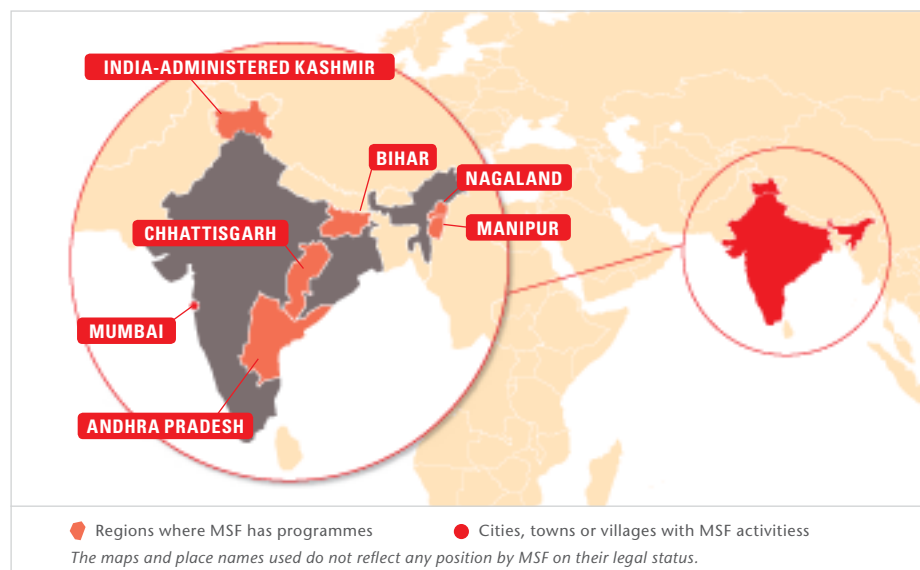 INDIA-ADMINISTERED KASHMIR
BIHAR
NAGALAND
CHHATTISGARH
MANIPUR
MUMBAI
ANDHRA PRADESH
Regions where MSF has programmes
Cities, towns or villages with MSF activitiess
The maps and place names used do not reflect any position by MSF on their legal status.